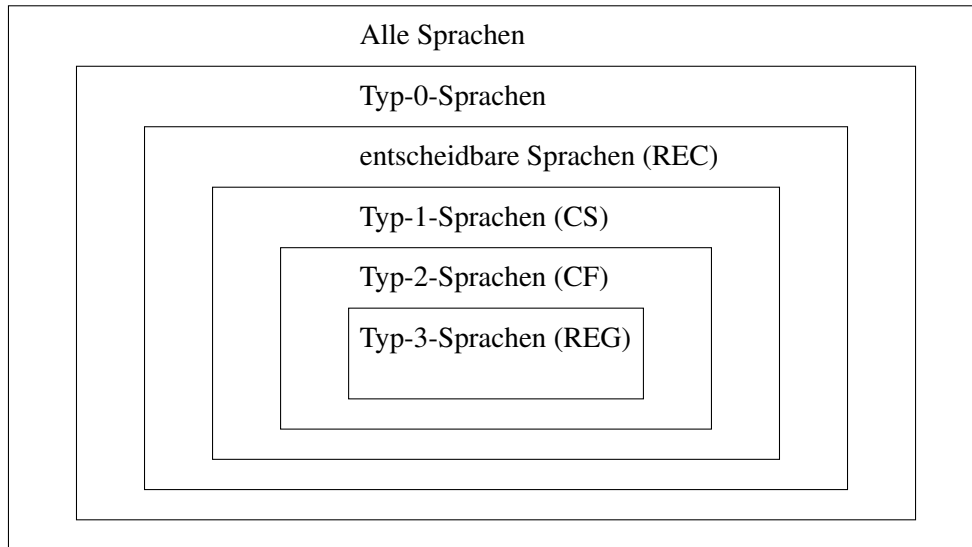 Alle Sprachen
Typ-0-Sprachen
entscheidbare Sprachen (REC)
Typ-1-Sprachen (CS)
Typ-2-Sprachen (CF)
Typ-3-Sprachen (REG)